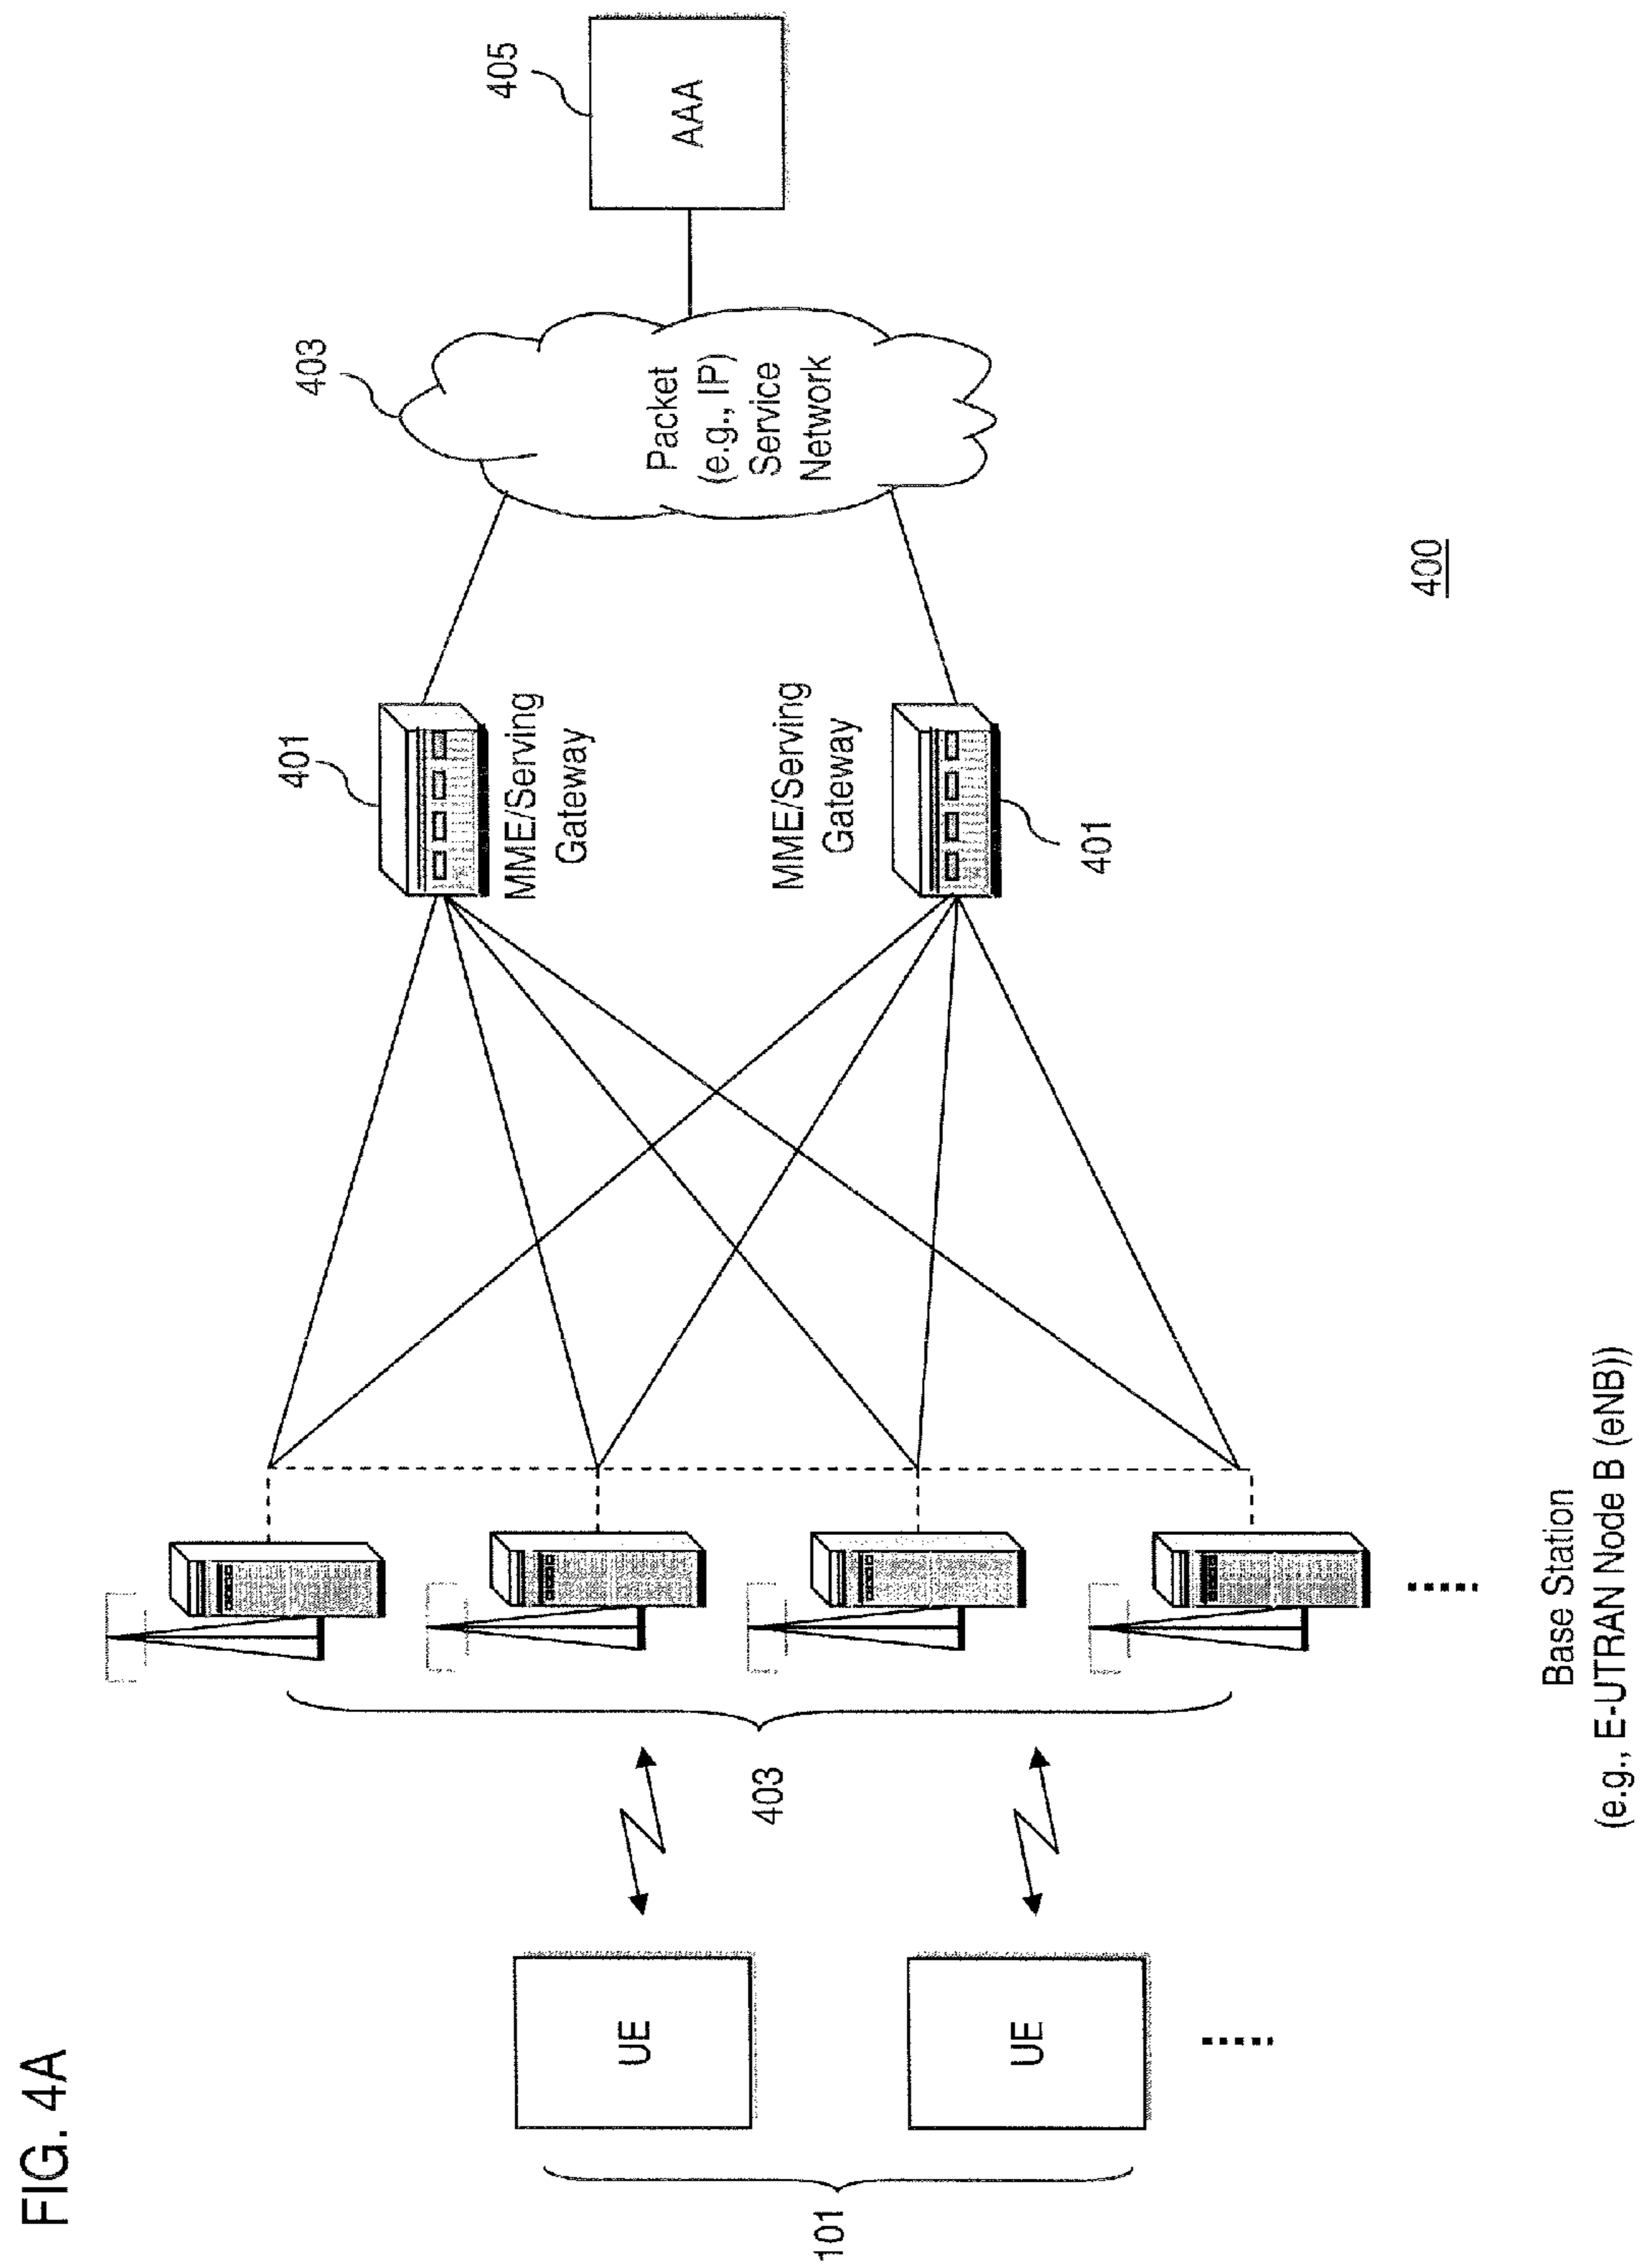 FIG. 4A
101
UE
UE
403
Base Station
(e.g., E-UTRAN Node B (eNB))
401
MME/Serving
Gateway
MME/Serving
Gateway
401
403
Packet
(e.g., IP)
Service
Network
405
AAA
400